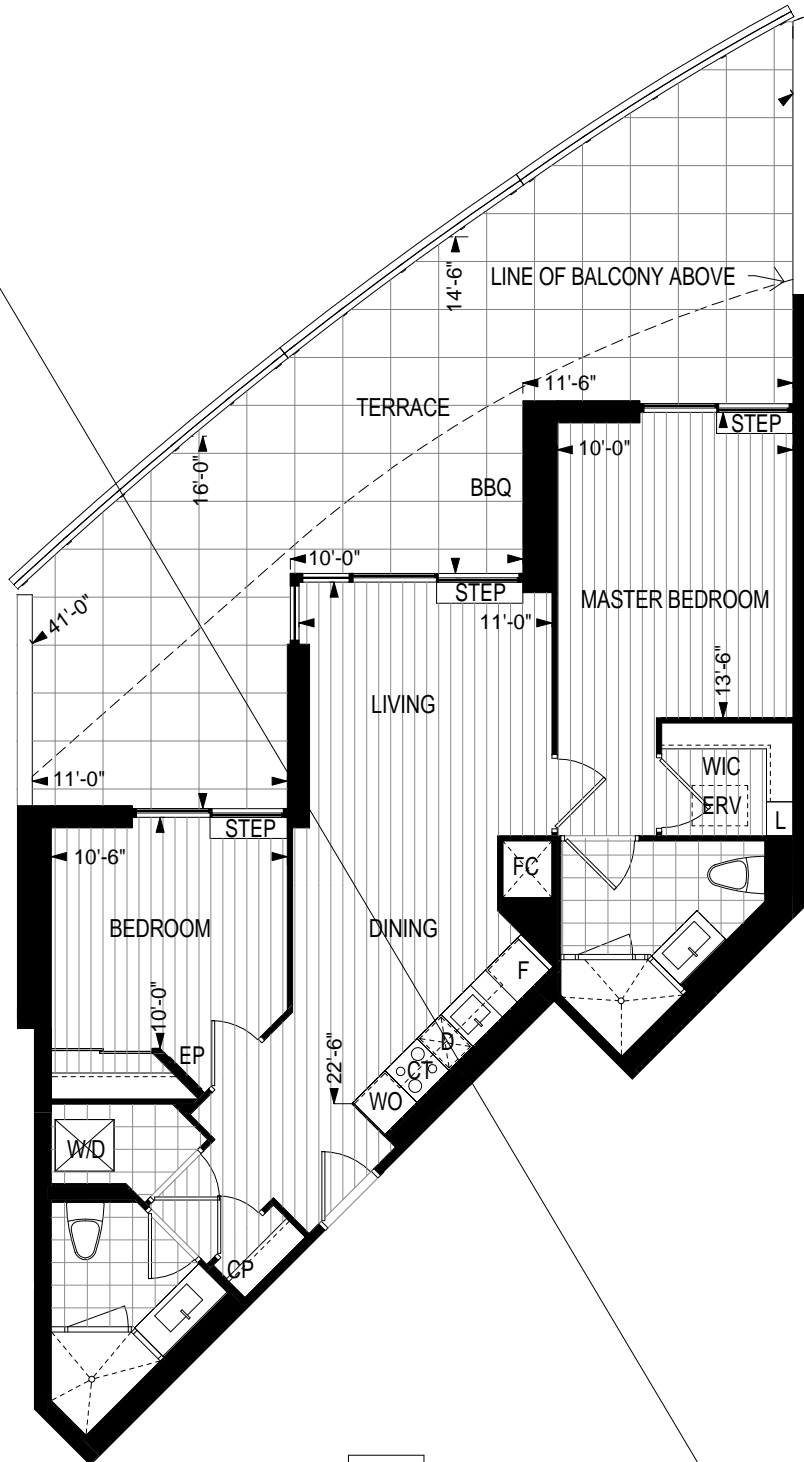 14'-6"
LINE OF BALCONY ABOVE
11'-6"
TERRACE
STEP
16'-0"
10'-0"
BBQ
10'-0"
STEP
MASTER BEDROOM
41'-0"
11'-0"
LIVING
13'-6"
WIC
11'-0"
ERV
STEP
L
10'-6"
FC
BEDROOM
DINING
F
10'-0"
D
EP
CT
22'-6"
WO
W/D
CP